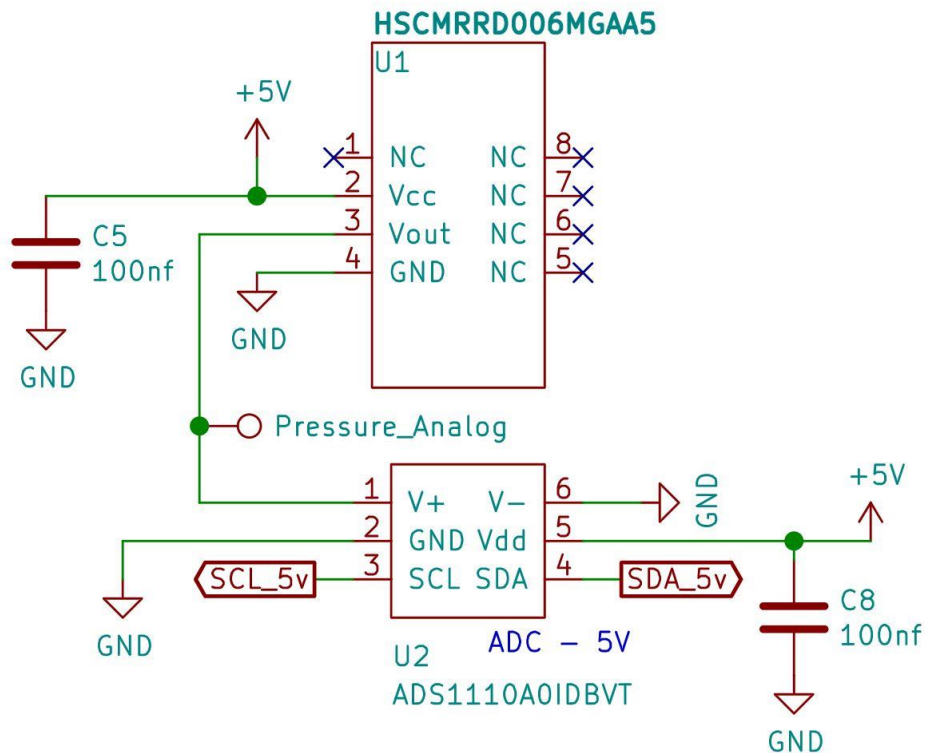 HSCMRRD006MGAA5
U1
+5V
1 NC NC 8
2 Vcc NC 7
3 Vout NC 6
4 GND NC 5
C5
100nf
GND
GND
Pressure_Analog
1 V+ V- 6
GND
+5V
2 GND Vdd 5
SCL_5v 3 SCL SDA 4 SDA_5v
GND
C8
100nf
ADC - 5V
U2
ADS1110A0IDBVT
GND